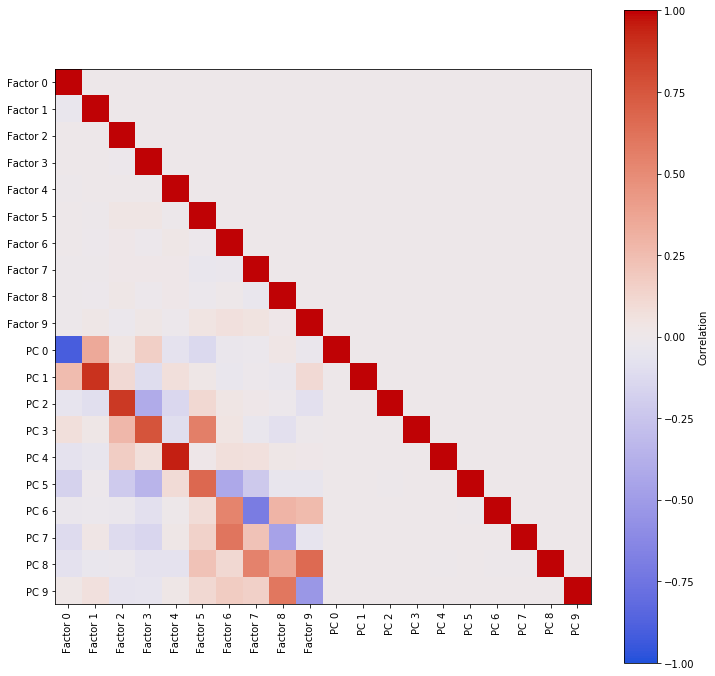 Factor 0
Factor 1
Factor 2
Factor 3
Factor 4
Factor 5
Factor 6
Factor 7
Factor 8
Factor 9
PC 0
PC 1
PC 2
PC 3
PC 4
PC 5
PC 6
PC 7
PC 8
PC 9
Factor 0
Factor 1
Factor 2
Factor 3
Factor 4
Factor 5
Factor 6
Factor 7
Factor 8
Factor 9
PC 0
PC 1
PC 2
PC 3
PC 4
PC 5
PC 6
PC 7
PC 8
PC 9
1.00
0.75
0.50
0.25
0.00
−0.25
−0.50
−0.75
−1.00
Correlation